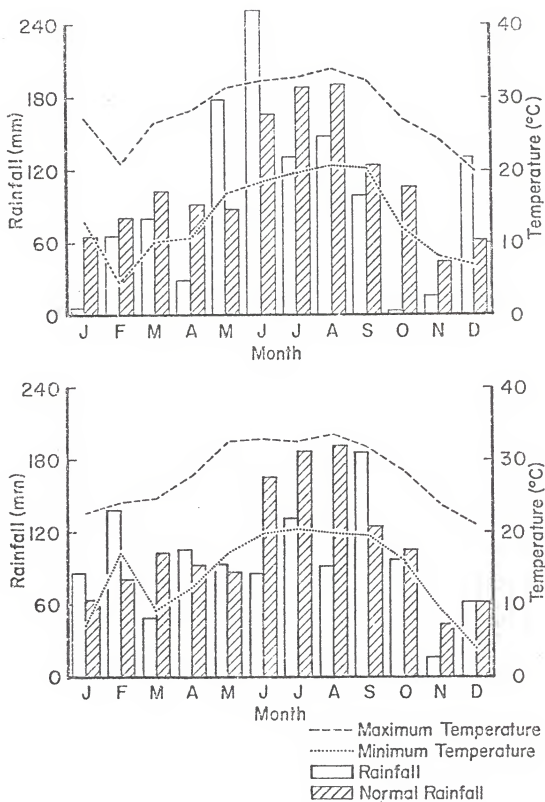 240
180
120
60
0
Rainfall (mm)
40
30
20
10
0
Temperature (°C)
J F M A M J J A S O N D
Month
240
180
120
60
0
Rainfall (mm)
40
30
20
10
0
Temperature (°C)
J F M A M J J A S O N D
Month
Maximum Temperature
Minimum Temperature
Rainfall
Normal Rainfall